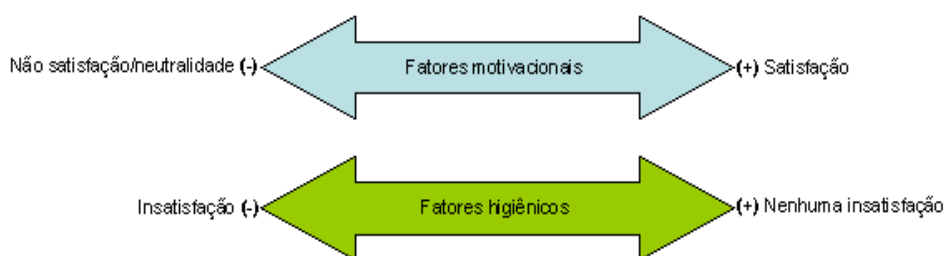 Não satisfação/neutralidade (-) Fatores motivacionais (+) Satisfação
Insatisfação (-) Fatores higiênicos (+) Nenhuma insatisfação